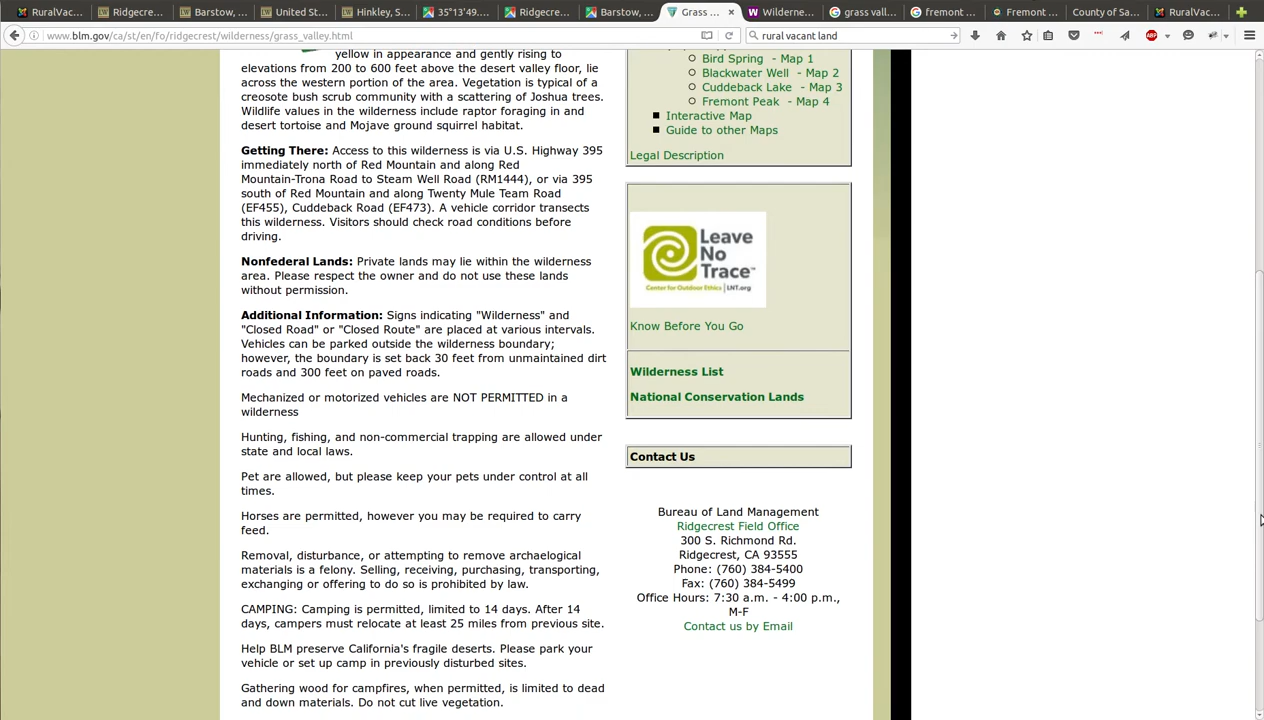 RuralVac...
Ridgecre...
Barstow, ...
United St...
Hinkley, S...
35°13'49....
Ridgecre...
Barstow, ...
Grass ...
Wilderne...
grass vall...
fremont ...
Fremont ...
County of Sa...
RuralVac...
www.blm.gov/ca/st/en/fo/ridgecrest/wilderness/grass_valley.html
rural vacant land
ABP
yellow in appearance and gently rising to
elevations from 200 to 600 feet above the desert valley floor, lie
across the western portion of the area. Vegetation is typical of a
creosote bush scrub community with a scattering of Joshua trees.
Wildlife values in the wilderness include raptor foraging in and
desert tortoise and Mojave ground squirrel habitat.
Getting There: Access to this wilderness is via U.S. Highway 395
immediately north of Red Mountain and along Red
Mountain-Trona Road to Steam Well Road (RM1444), or via 395
south of Red Mountain and along Twenty Mule Team Road
(EF455), Cuddeback Road (EF473). A vehicle corridor transects
this wilderness. Visitors should check road conditions before
driving.
Nonfederal Lands: Private lands may lie within the wilderness
area. Please respect the owner and do not use these lands
without permission.
Additional Information: Signs indicating "Wilderness" and
"Closed Road" or "Closed Route" are placed at various intervals.
Vehicles can be parked outside the wilderness boundary;
however, the boundary is set back 30 feet from unmaintained dirt
roads and 300 feet on paved roads.
Mechanized or motorized vehicles are NOT PERMITTED in a
wilderness
Hunting, fishing, and non-commercial trapping are allowed under
state and local laws.
Pet are allowed, but please keep your pets under control at all
times.
Horses are permitted, however you may be required to carry
feed.
Removal, disturbance, or attempting to remove archaelogical
materials is a felony. Selling, receiving, purchasing, transporting,
exchanging or offering to do so is prohibited by law.
CAMPING: Camping is permitted, limited to 14 days. After 14
days, campers must relocate at least 25 miles from previous site.
Help BLM preserve California's fragile deserts. Please park your
vehicle or set up camp in previously disturbed sites.
Gathering wood for campfires, when permitted, is limited to dead
and down materials. Do not cut live vegetation.
Bird Spring - Map 1
Blackwater Well - Map 2
Cuddeback Lake - Map 3
Fremont Peak - Map 4
Interactive Map
Guide to other Maps
Legal Description
Leave
No
Trace™
Center for Outdoor Ethics | LNT.org
Know Before You Go
Wilderness List
National Conservation Lands
Contact Us
Bureau of Land Management
Ridgecrest Field Office
300 S. Richmond Rd.
Ridgecrest, CA 93555
Phone: (760) 384-5400
Fax: (760) 384-5499
Office Hours: 7:30 a.m. - 4:00 p.m.,
M-F
Contact us by Email